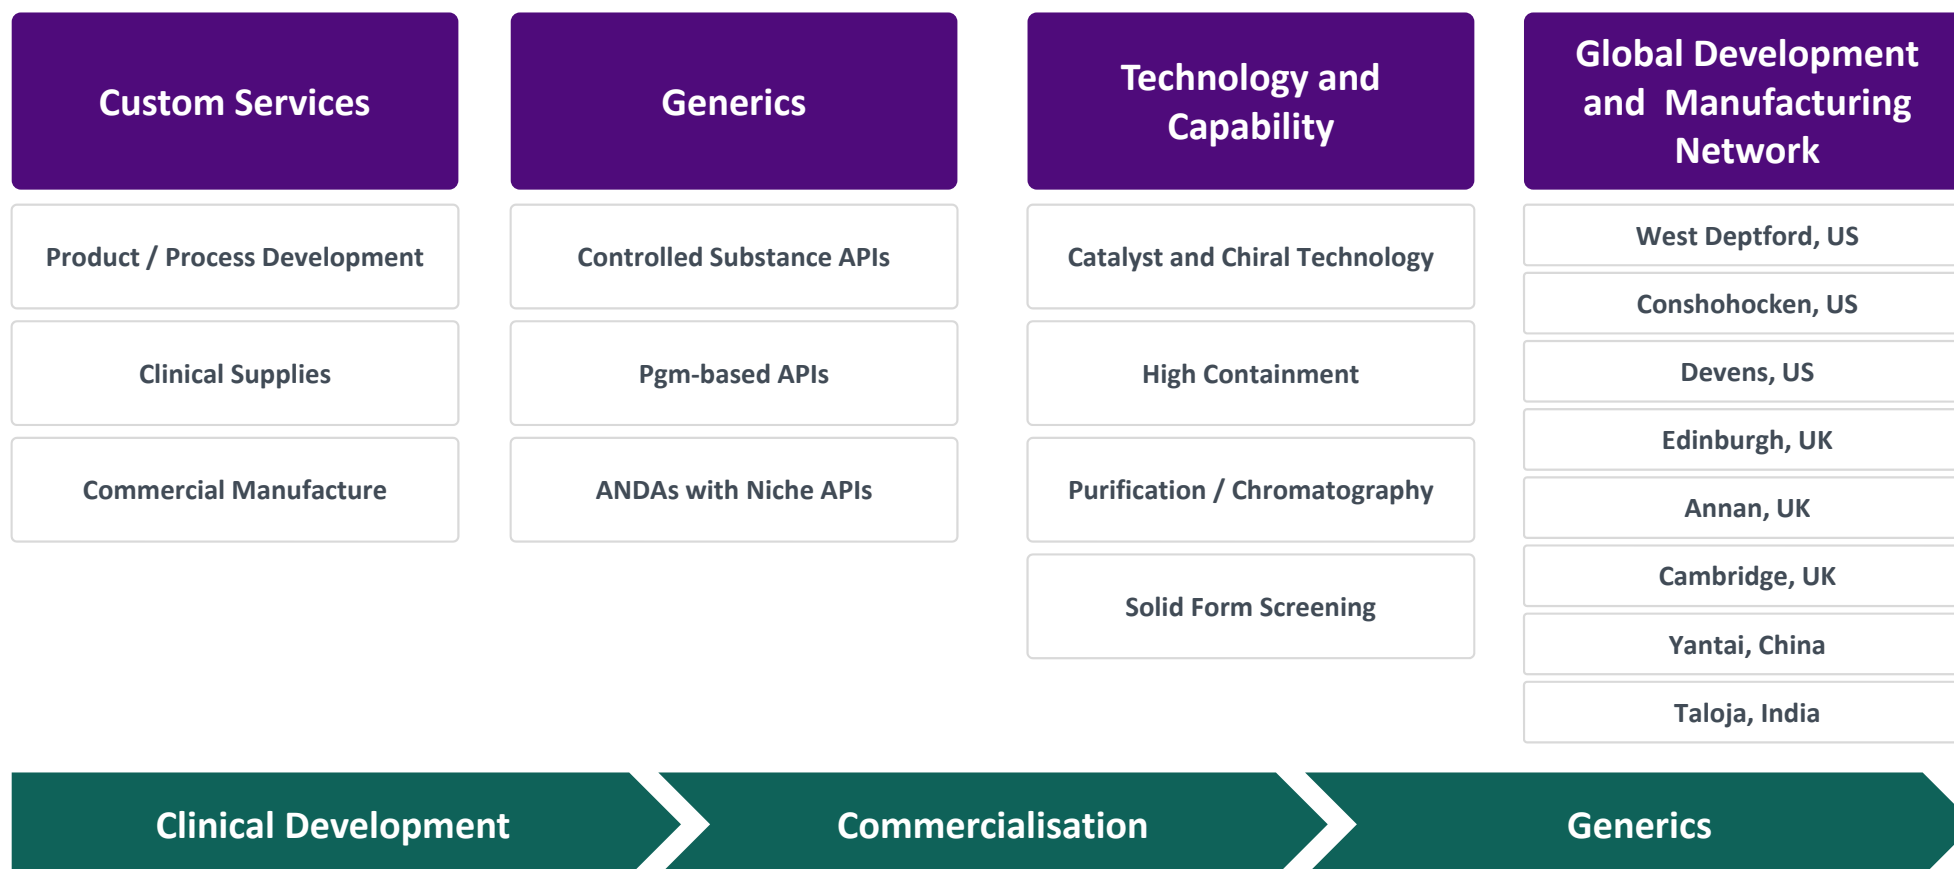 Custom Services
Product / Process Development
Clinical Supplies
Commercial Manufacture
Generics
Controlled Substance APIs
Pgm-based APIs
ANDAs with Niche APIs
Technology and
Capability
Catalyst and Chiral Technology
High Containment
Purification / Chromatography
Solid Form Screening
Global Development
and Manufacturing
Network
West Deptford, US
Conshohocken, US
Devens, US
Edinburgh, UK
Annan, UK
Cambridge, UK
Yantai, China
Taloja, India
Clinical Development
Commercialisation
Generics